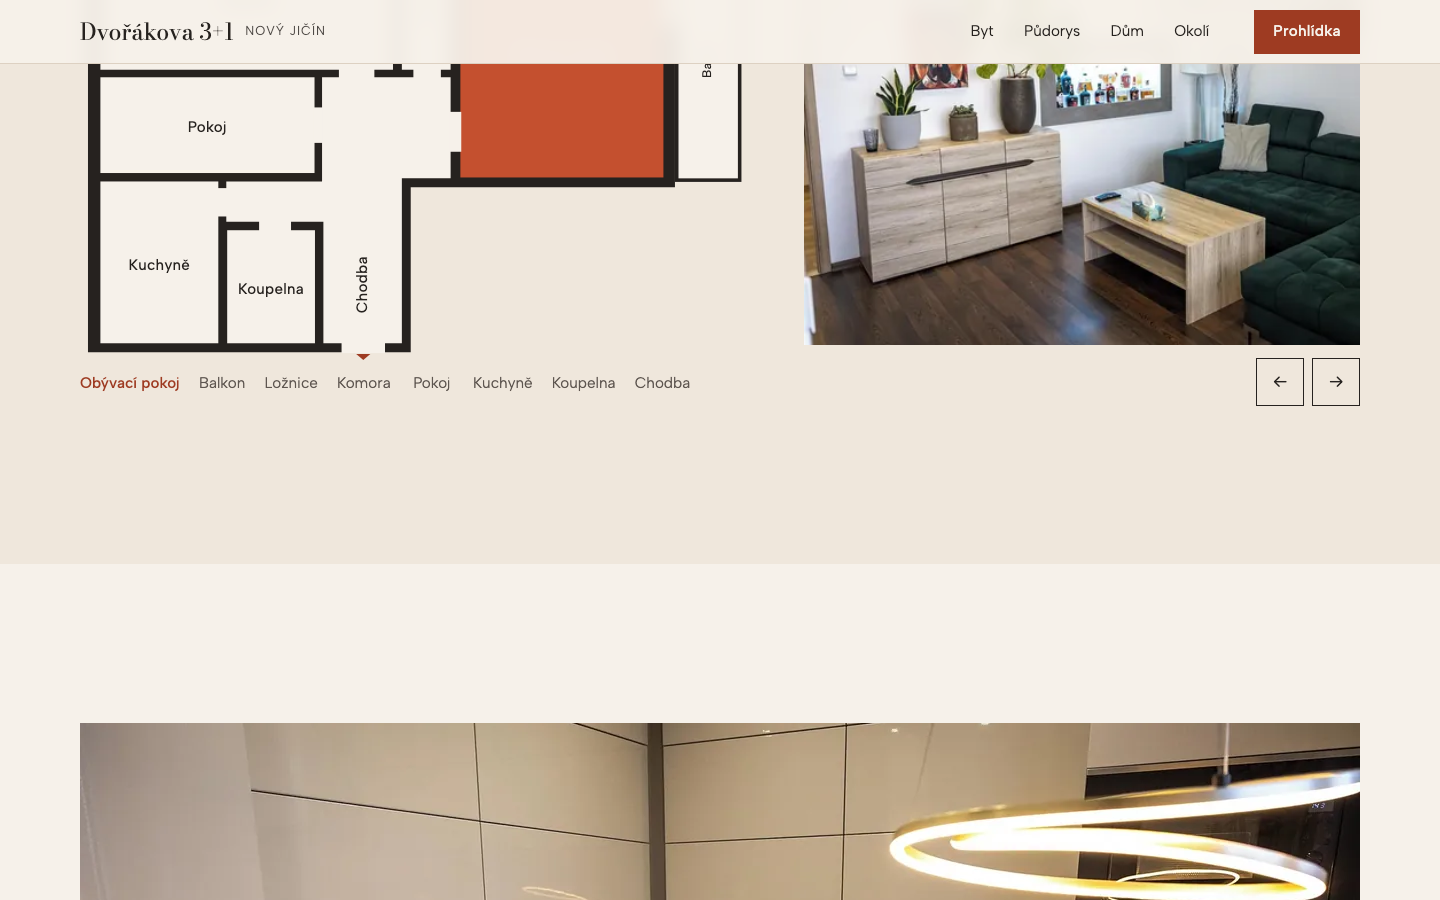 Dvořákova 3+1 NOVÝ JIČÍN
Byt Půdorys Dům Okolí Prohlídka
Pokoj
Kuchyně
Koupelna
Chodba
Obývací pokoj Balkon Ložnice Komora Pokoj Kuchyně Koupelna Chodba